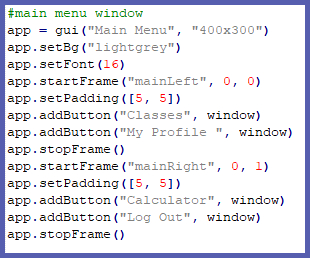 #main menu window
app = gui("Main Menu", "400x300")
app.setBg("lightgrey")
app.setFont(16)
app.startFrame("mainLeft", 0, 0)
app.setPadding([5, 5])
app.addButton("Classes", window)
app.addButton("My Profile ", window)
app.stopFrame()
app.startFrame("mainRight", 0, 1)
app.setPadding([5, 5])
app.addButton("Calculator", window)
app.addButton("Log Out", window)
app.stopFrame()